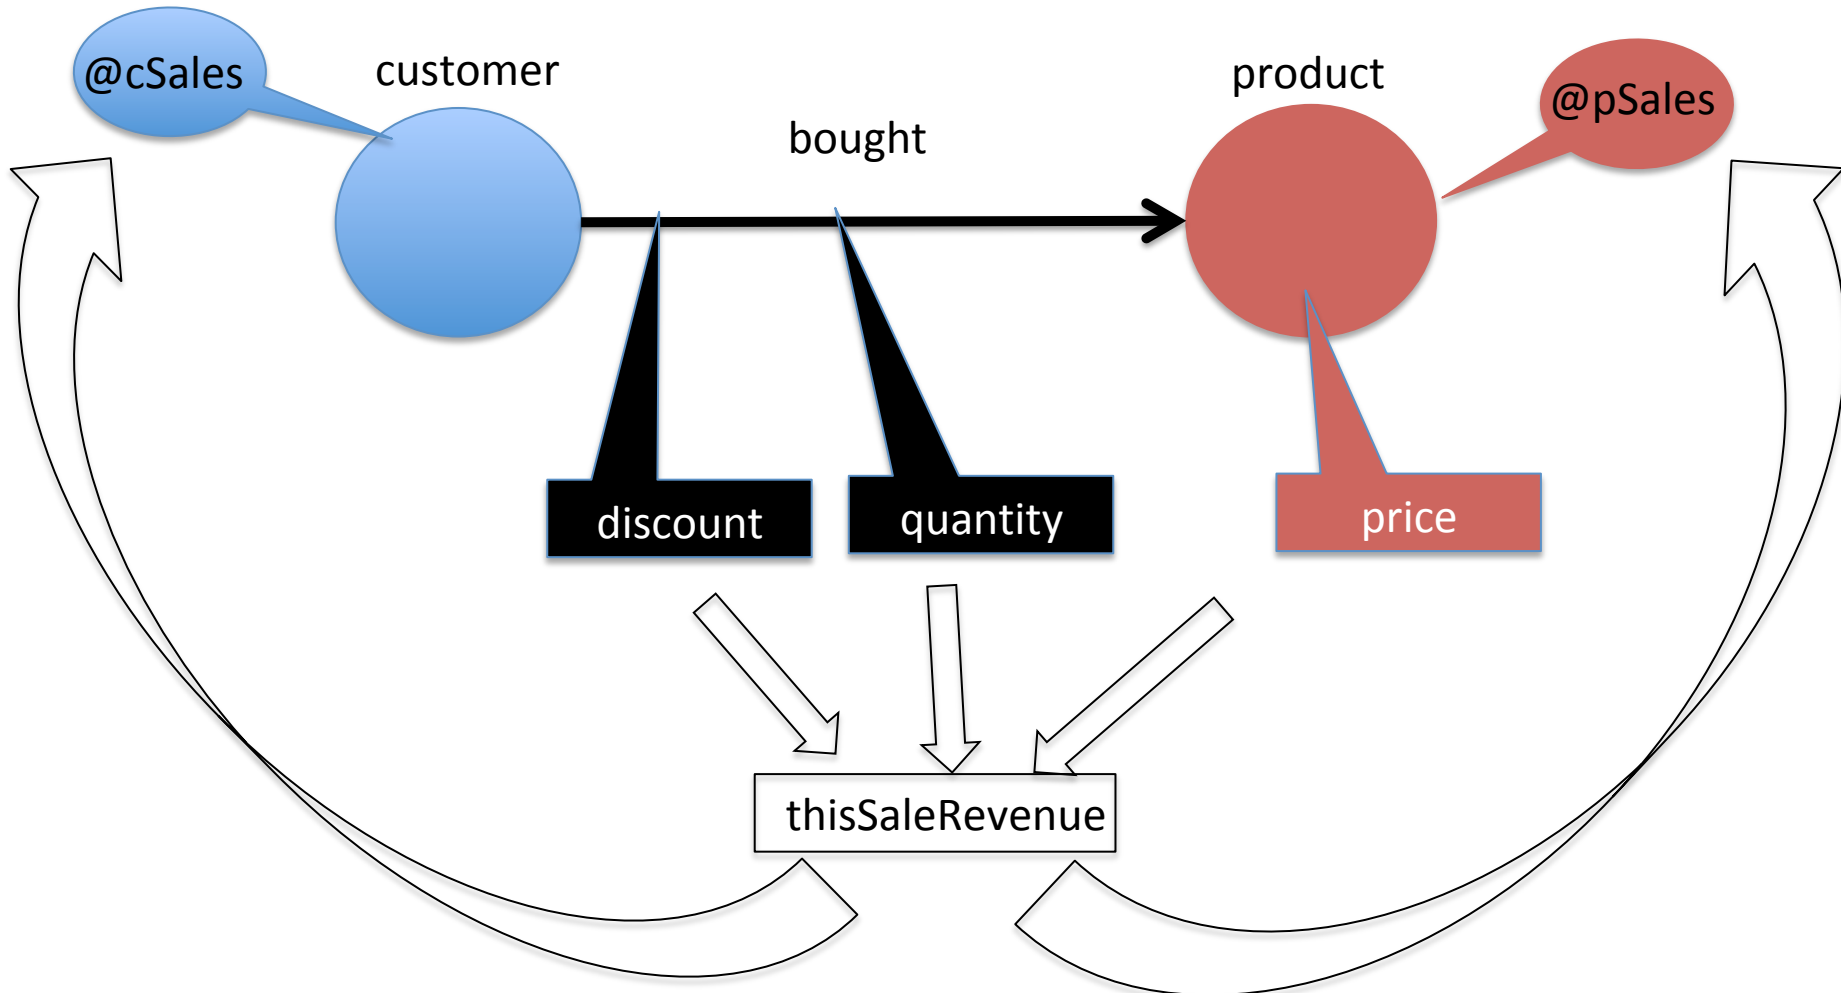 @cSales
customer
product
@pSales
bought
discount
quantity
price
thisSaleRevenue